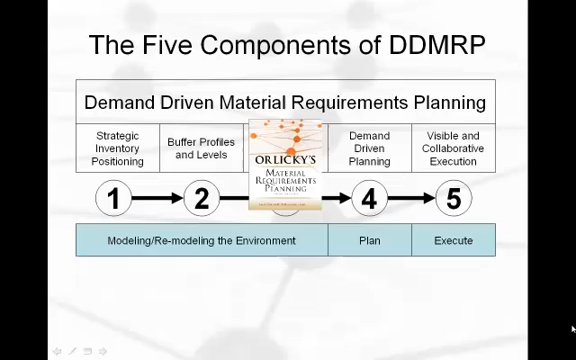 The Five Components of DDMRP
Demand Driven Material Requirements Planning
Strategic
Inventory
Positioning
Buffer Profiles
and Levels
ORLICKY'S
MATERIAL
REQUIREMENTS
PLANNING
Demand
Driven
Planning
Visible and
Collaborative
Execution
1
2
4
5
Modeling/Re-modeling the Environment
Plan
Execute